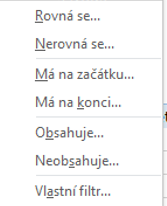 Rovná se...
Nerovná se...
Má na začátku...
Má na konci...
Obsahuje...
Neobsahuje...
Vlastní filtr...